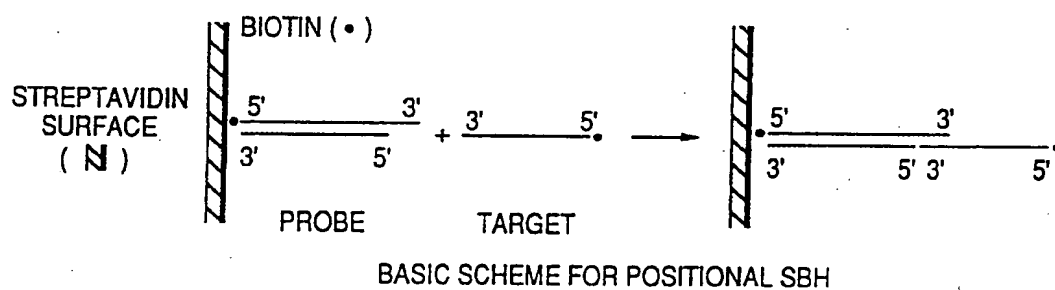 BIOTIN ( • )
STREPTAVIDIN
SURFACE
( )
5' 3'
3' 5'
+
3' 5'
5' 3'
3' 5' 3' 5'
PROBE
TARGET
BASIC SCHEME FOR POSITIONAL SBH